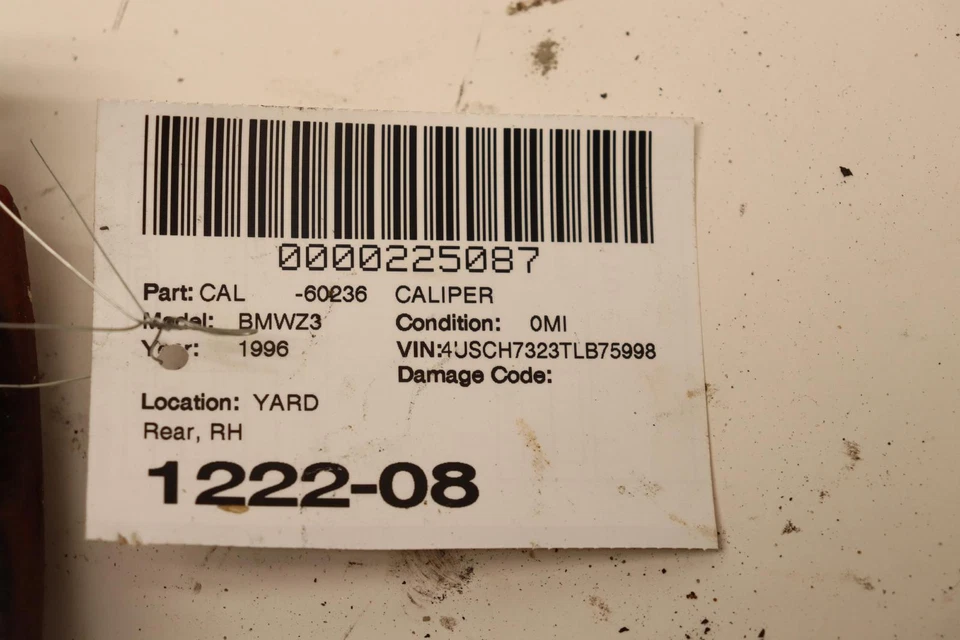 0000225087
Part: CAL -60236 CALIPER
Model: BMWZ3 Condition: 0MI
Year: 1996 VIN:4USCH7323TLB75998
Damage Code:
Location: YARD
Rear, RH
1222-08